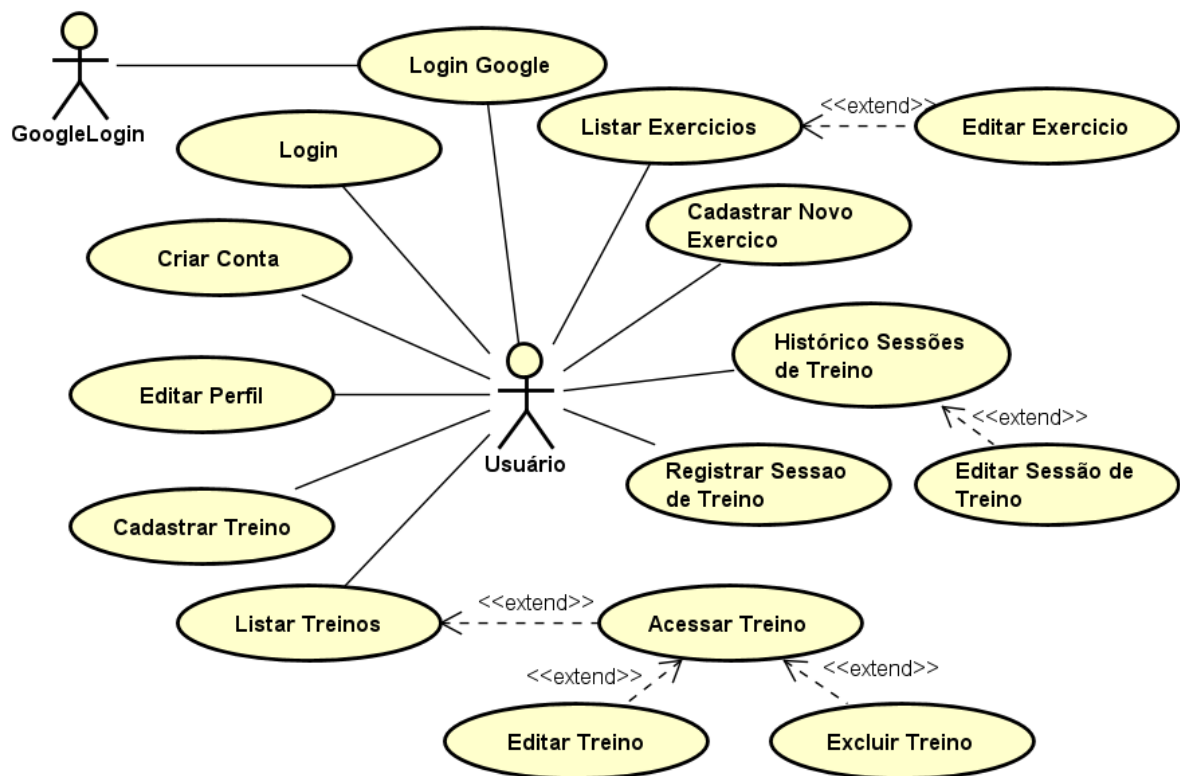 Login Google
GoogleLogin
Listar Exercicios
<<extend>>
Editar Exercicio
Login
Cadastrar Novo
Exercico
Criar Conta
Histórico Sessões
de Treino
Editar Perfil
<<extend>>
Usuário
Registrar Sessao
de Treino
Editar Sessão de
Treino
Cadastrar Treino
Listar Treinos
<<extend>>
Acessar Treino
<<extend>>
<<extend>>
Editar Treino
Excluir Treino